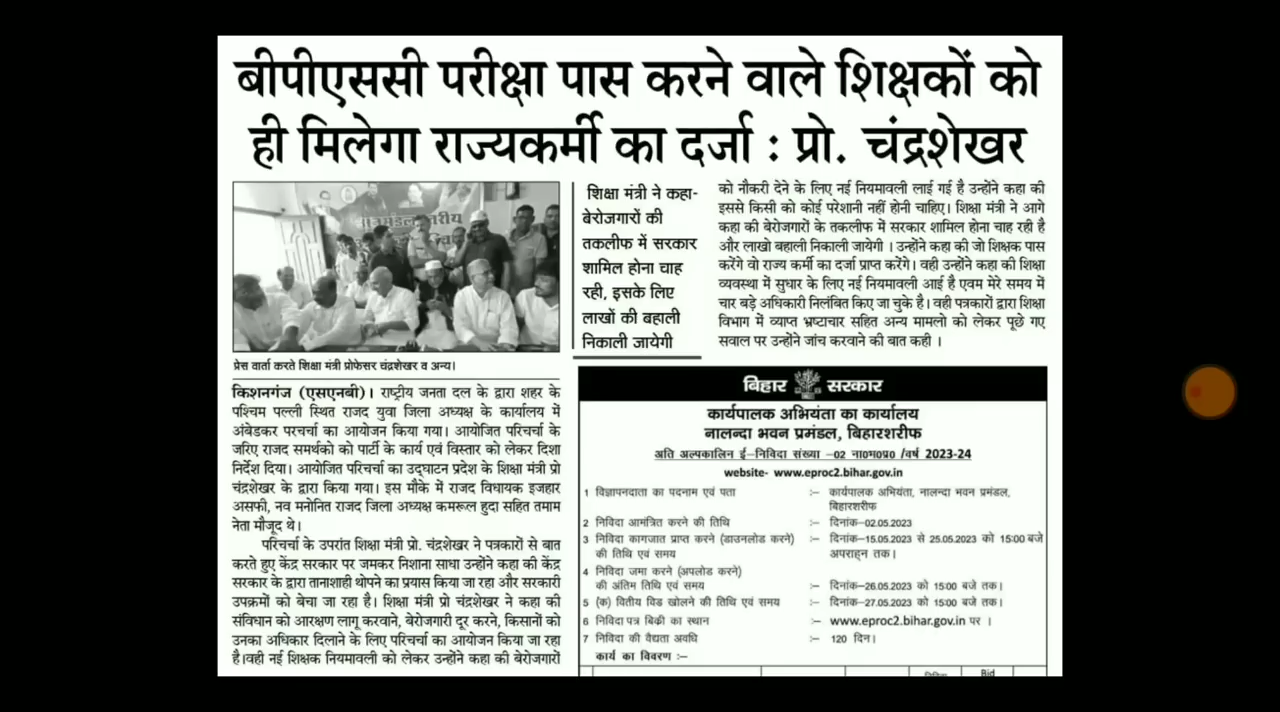 बीपीएससी परीक्षा पास करने वाले शिक्षकों को
ही मिलेगा राज्यकर्मी का दर्जा : प्रो. चंद्रशेखर
प्रेस वार्ता करते शिक्षा मंत्री प्रोफेसर चंद्रशेखर व अन्य।
किशनगंज (एसएनबी)। राष्ट्रीय जनता दल के द्वारा शहर के
पश्चिम पल्ली स्थित राजद युवा जिला अध्यक्ष के कार्यालय में
अंबेडकर परचर्चा का आयोजन किया गया। आयोजित परिचर्चा के
जरिए राजद समर्थको को पार्टी के कार्य एवं विस्तार को लेकर दिशा
निर्देश दिया। आयोजित परिचर्चा का उद्घाटन प्रदेश के शिक्षा मंत्री प्रो
चंद्रशेखर के द्वारा किया गया। इस मौके में राजद विधायक इजहार
असफी, नव मनोनित राजद जिला अध्यक्ष कमरूल हुदा सहित तमाम
नेता मौजूद थे।
परिचर्चा के उपरांत शिक्षा मंत्री प्रो. चंद्रशेखर ने पत्रकारों से बात
करते हुए केंद्र सरकार पर जमकर निशाना साधा उन्होंने कहा की केंद्र
सरकार के द्वारा तानाशाही थोपने का प्रयास किया जा रहा और सरकारी
उपक्रमों को बेचा जा रहा है। शिक्षा मंत्री प्रो चंद्रशेखर ने कहा की
संविधान को आरक्षण लागू करवाने, बेरोजगारी दूर करने, किसानों को
उनका अधिकार दिलाने के लिए परिचर्चा का आयोजन किया जा रहा
है।वही नई शिक्षक नियमावली को लेकर उन्होंने कहा की बेरोजगारों
शिक्षा मंत्री ने कहा-
बेरोजगारों की
तकलीफ में सरकार
शामिल होना चाह
रही, इसके लिए
लाखों की बहाली
निकाली जायेगी
को नौकरी देने के लिए नई नियमावली लाई गई है उन्होंने कहा की
इससे किसी को कोई परेशानी नहीं होनी चाहिए। शिक्षा मंत्री ने आगे
कहा की बेरोजगारों के तकलीफ में सरकार शामिल होना चाह रही है
और लाखो बहाली निकाली जायेगी । उन्होंने कहा की जो शिक्षक पास
करेंगे वो राज्य कर्मी का दर्जा प्राप्त करेंगे। वही उन्होंने कहा की शिक्षा
व्यवस्था में सुधार के लिए नई नियमावली आई है एवम मेरे समय में
चार बड़े अधिकारी निलंबित किए जा चुके है। वही पत्रकारों द्वारा शिक्षा
विभाग में व्याप्त भ्रष्टाचार सहित अन्य मामलो को लेकर पूछे गए
सवाल पर उन्होंने जांच करवाने की बात कही ।
बिहार सरकार
कार्यपालक अभियंता का कार्यालय
नालन्दा भवन प्रमंडल, बिहारशरीफ
अति अल्पकालिन ई–निविदा संख्या –02 ना०म०प्र० /वर्ष 2023-24
website- www.eproc2.bihar.gov.in
1 विज्ञापनदाता का पदनाम एवं पता :– कार्यपालक अभियंता, नालन्दा भवन प्रमंडल,
बिहारशरीफ
2 निविदा आमंत्रित करने की तिथि :– दिनांक–02.05.2023
3 निविदा कागजात प्राप्त करने (डाउनलोड करने) :– दिनांक–15.05.2023 से 25.05.2023 को 15:00 बजे
की तिथि एवं समय अपराह्न तक।
4 निविदा जमा करने (अपलोड करने)
की अंतिम तिथि एवं समय :– दिनांक–26.05.2023 को 15:00 बजे तक।
5 (क) वितीय विड खोलने की तिथि एवं समय :– दिनांक–27.05.2023 को 15:00 बजे तक।
6 निविदा पत्र बिक्री का स्थान :– www.eproc2.bihar.gov.in पर ।
7 निविदा की वैद्यता अवधि :– 120 दिन।
कार्य का विवरण :–
Bid